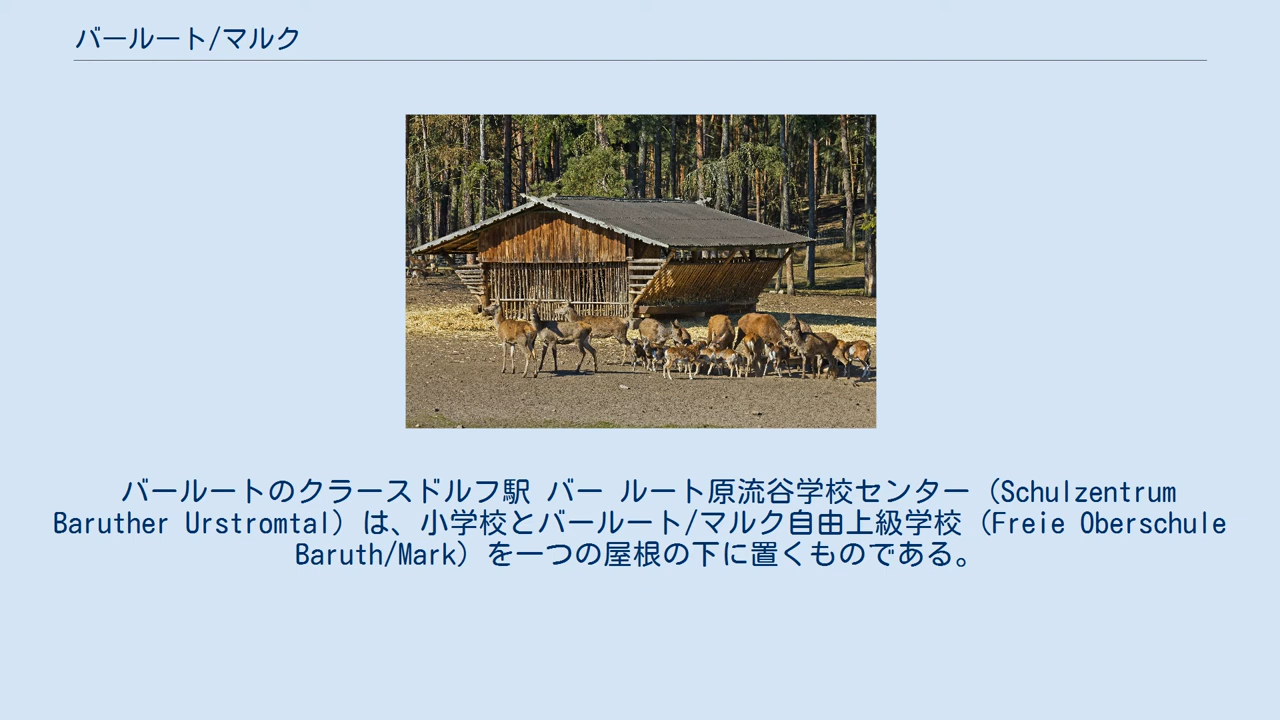 バールート/マルク
バールートのクラースドルフ駅 バー ルート原流谷学校センター（Schulzentrum
Baruther Urstromtal）は、小学校とバールート/マルク自由上級学校（Freie Oberschule
Baruth/Mark）を一つの屋根の下に置くものである。